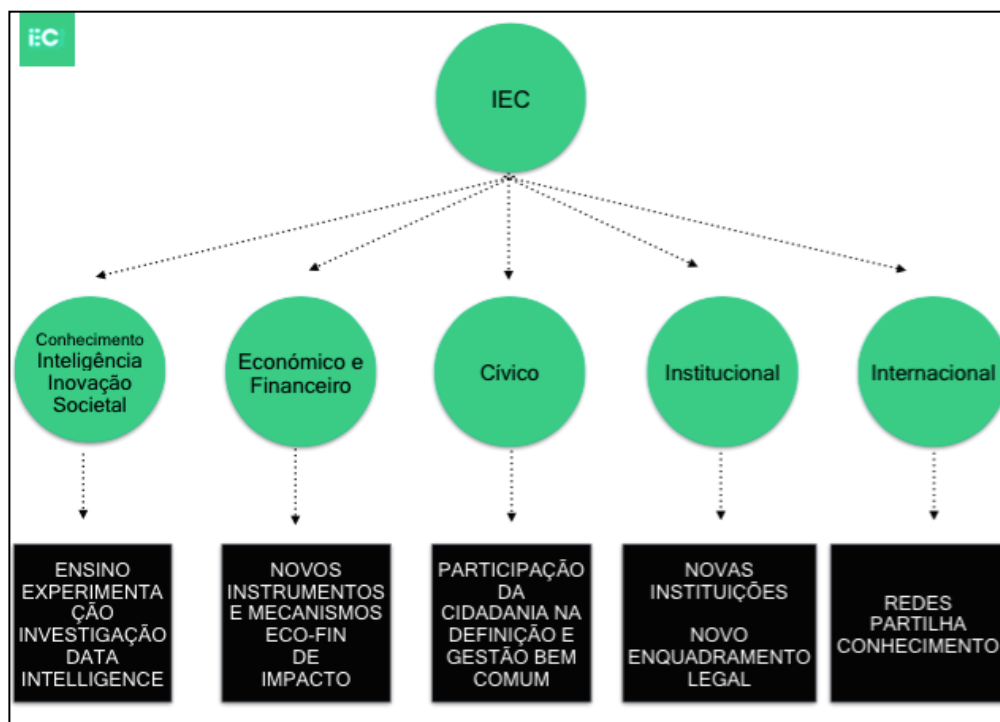 iEC
IEC
Conhecimento
Inteligência
Inovação
Societal
Económico e
Financeiro
Cívico
Institucional
Internacional
ENSINO
EXPERIMENTA
ÇÃO
INVESTIGAÇÃO
DATA
INTELLIGENCE
NOVOS
INSTRUMENTOS
E MECANISMOS
ECO-FIN
DE
IMPACTO
PARTICIPAÇÃO
DA
CIDADANIA NA
DEFINIÇÃO E
GESTÃO BEM
COMUM
NOVAS
INSTITUIÇÕES
NOVO
ENQUADRAMENTO
LEGAL
REDES
PARTILHA
CONHECIMENTO